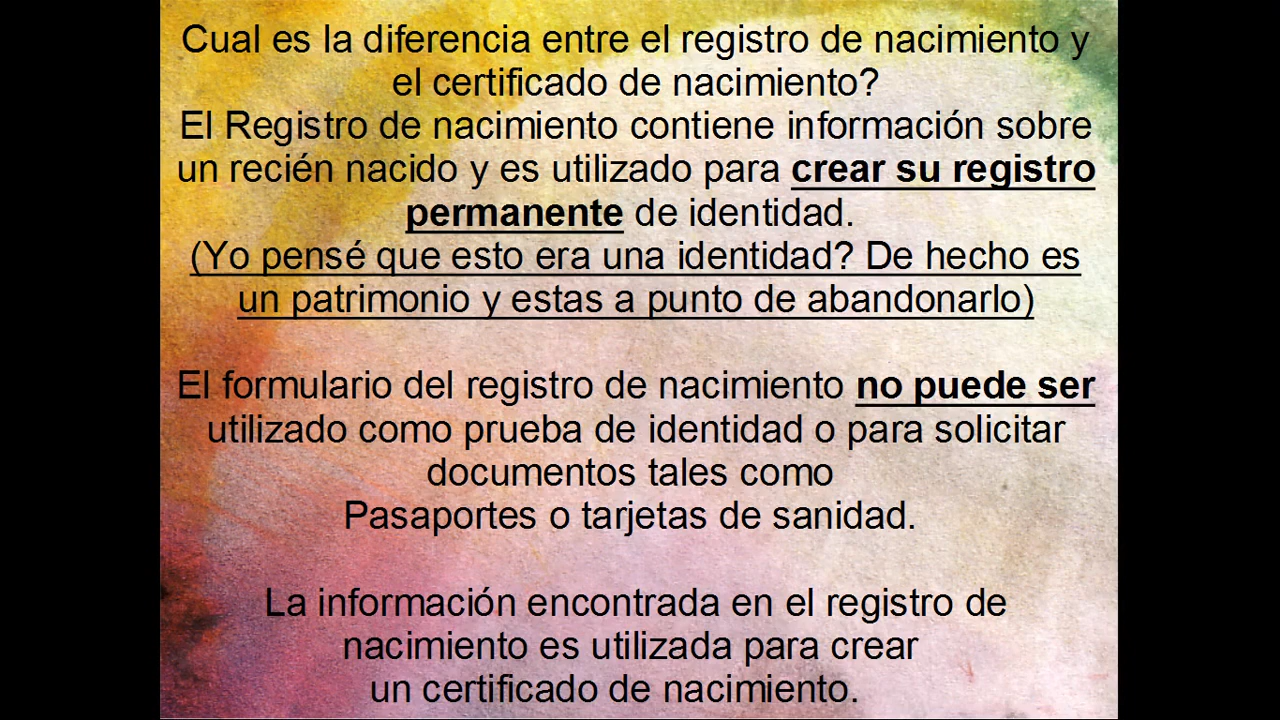 Cual es la diferencia entre el registro de nacimiento y
el certificado de nacimiento?
El Registro de nacimiento contiene información sobre
un recién nacido y es utilizado para crear su registro
permanente de identidad.
(Yo pensé que esto era una identidad? De hecho es
un patrimonio y estas a punto de abandonarlo)
El formulario del registro de nacimiento no puede ser
utilizado como prueba de identidad o para solicitar
documentos tales como
Pasaportes o tarjetas de sanidad.
La información encontrada en el registro de
nacimiento es utilizada para crear
un certificado de nacimiento.